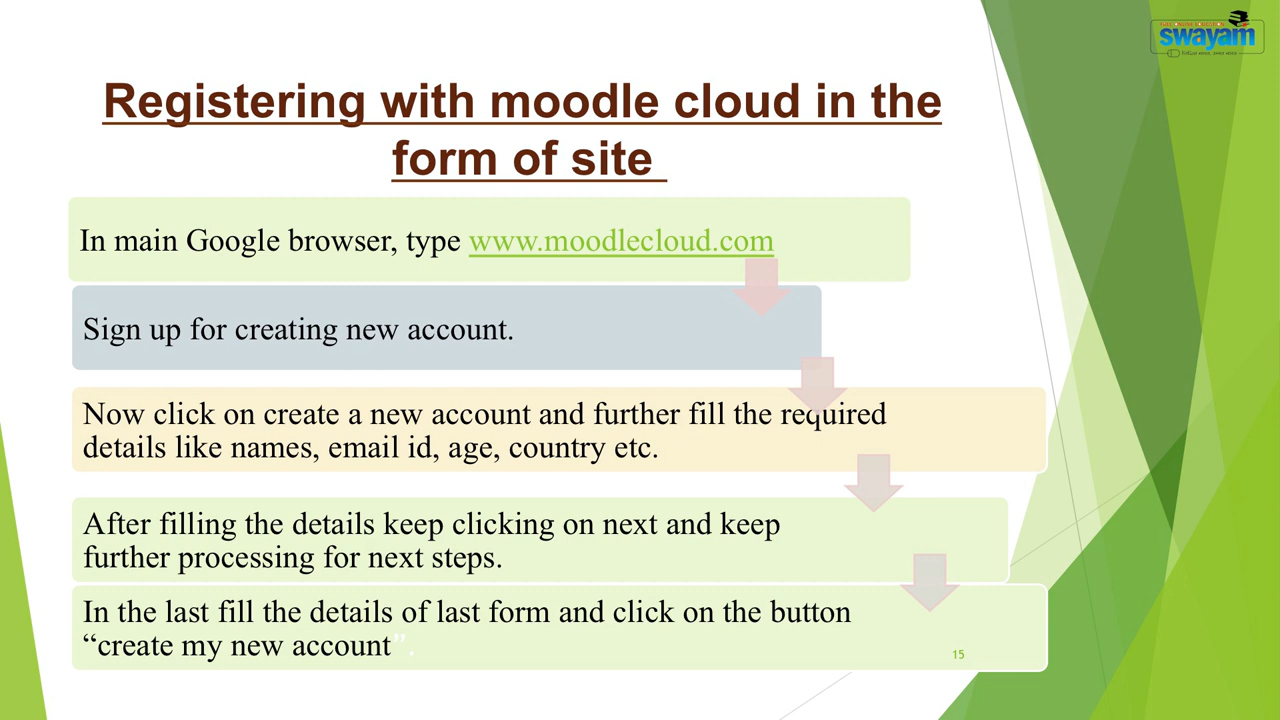 swayam
Registering with moodle cloud in the
form of site
In main Google browser, type www.moodlecloud.com
Sign up for creating new account.
Now click on create a new account and further fill the required
details like names, email id, age, country etc.
After filling the details keep clicking on next and keep
further processing for next steps.
In the last fill the details of last form and click on the button
“create my new account”.
15